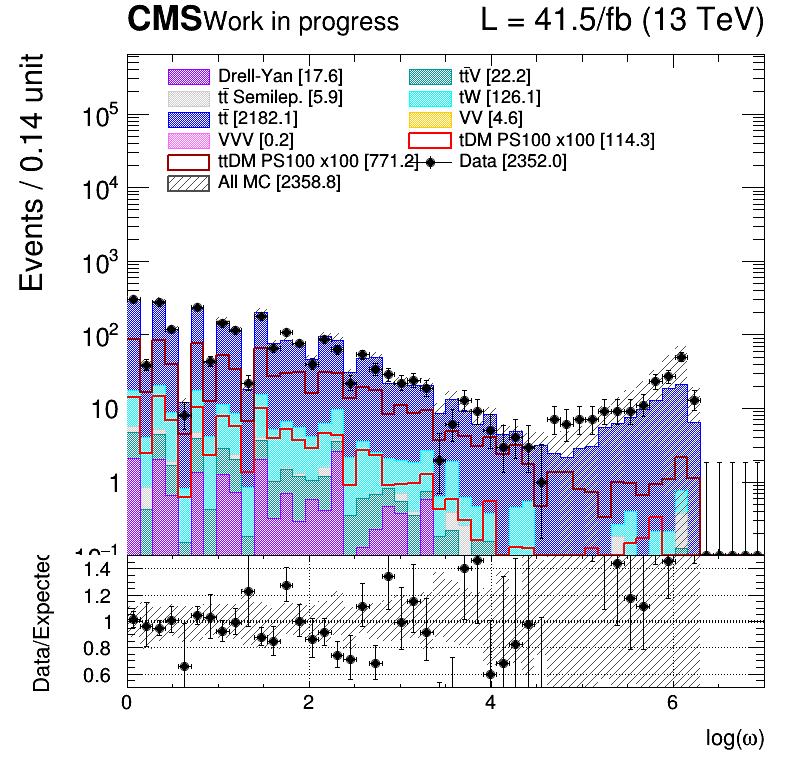 CMS Work in progress L = 41.5/fb (13 TeV)
Drell-Yan [17.6] tt̄V [22.2]
tt̄ Semilep. [5.9] tW [126.1]
tt̄ [2182.1] VV [4.6]
VVV [0.2] tDM PS100 x100 [114.3]
ttDM PS100 x100 [771.2] Data [2352.0]
All MC [2358.8]
Events / 0.14 unit
10⁵
10⁴
10³
10²
10
1
10⁻¹
Data/Expected
1.4
1.2
1
0.8
0.6
0 2 4 6
log(ω)